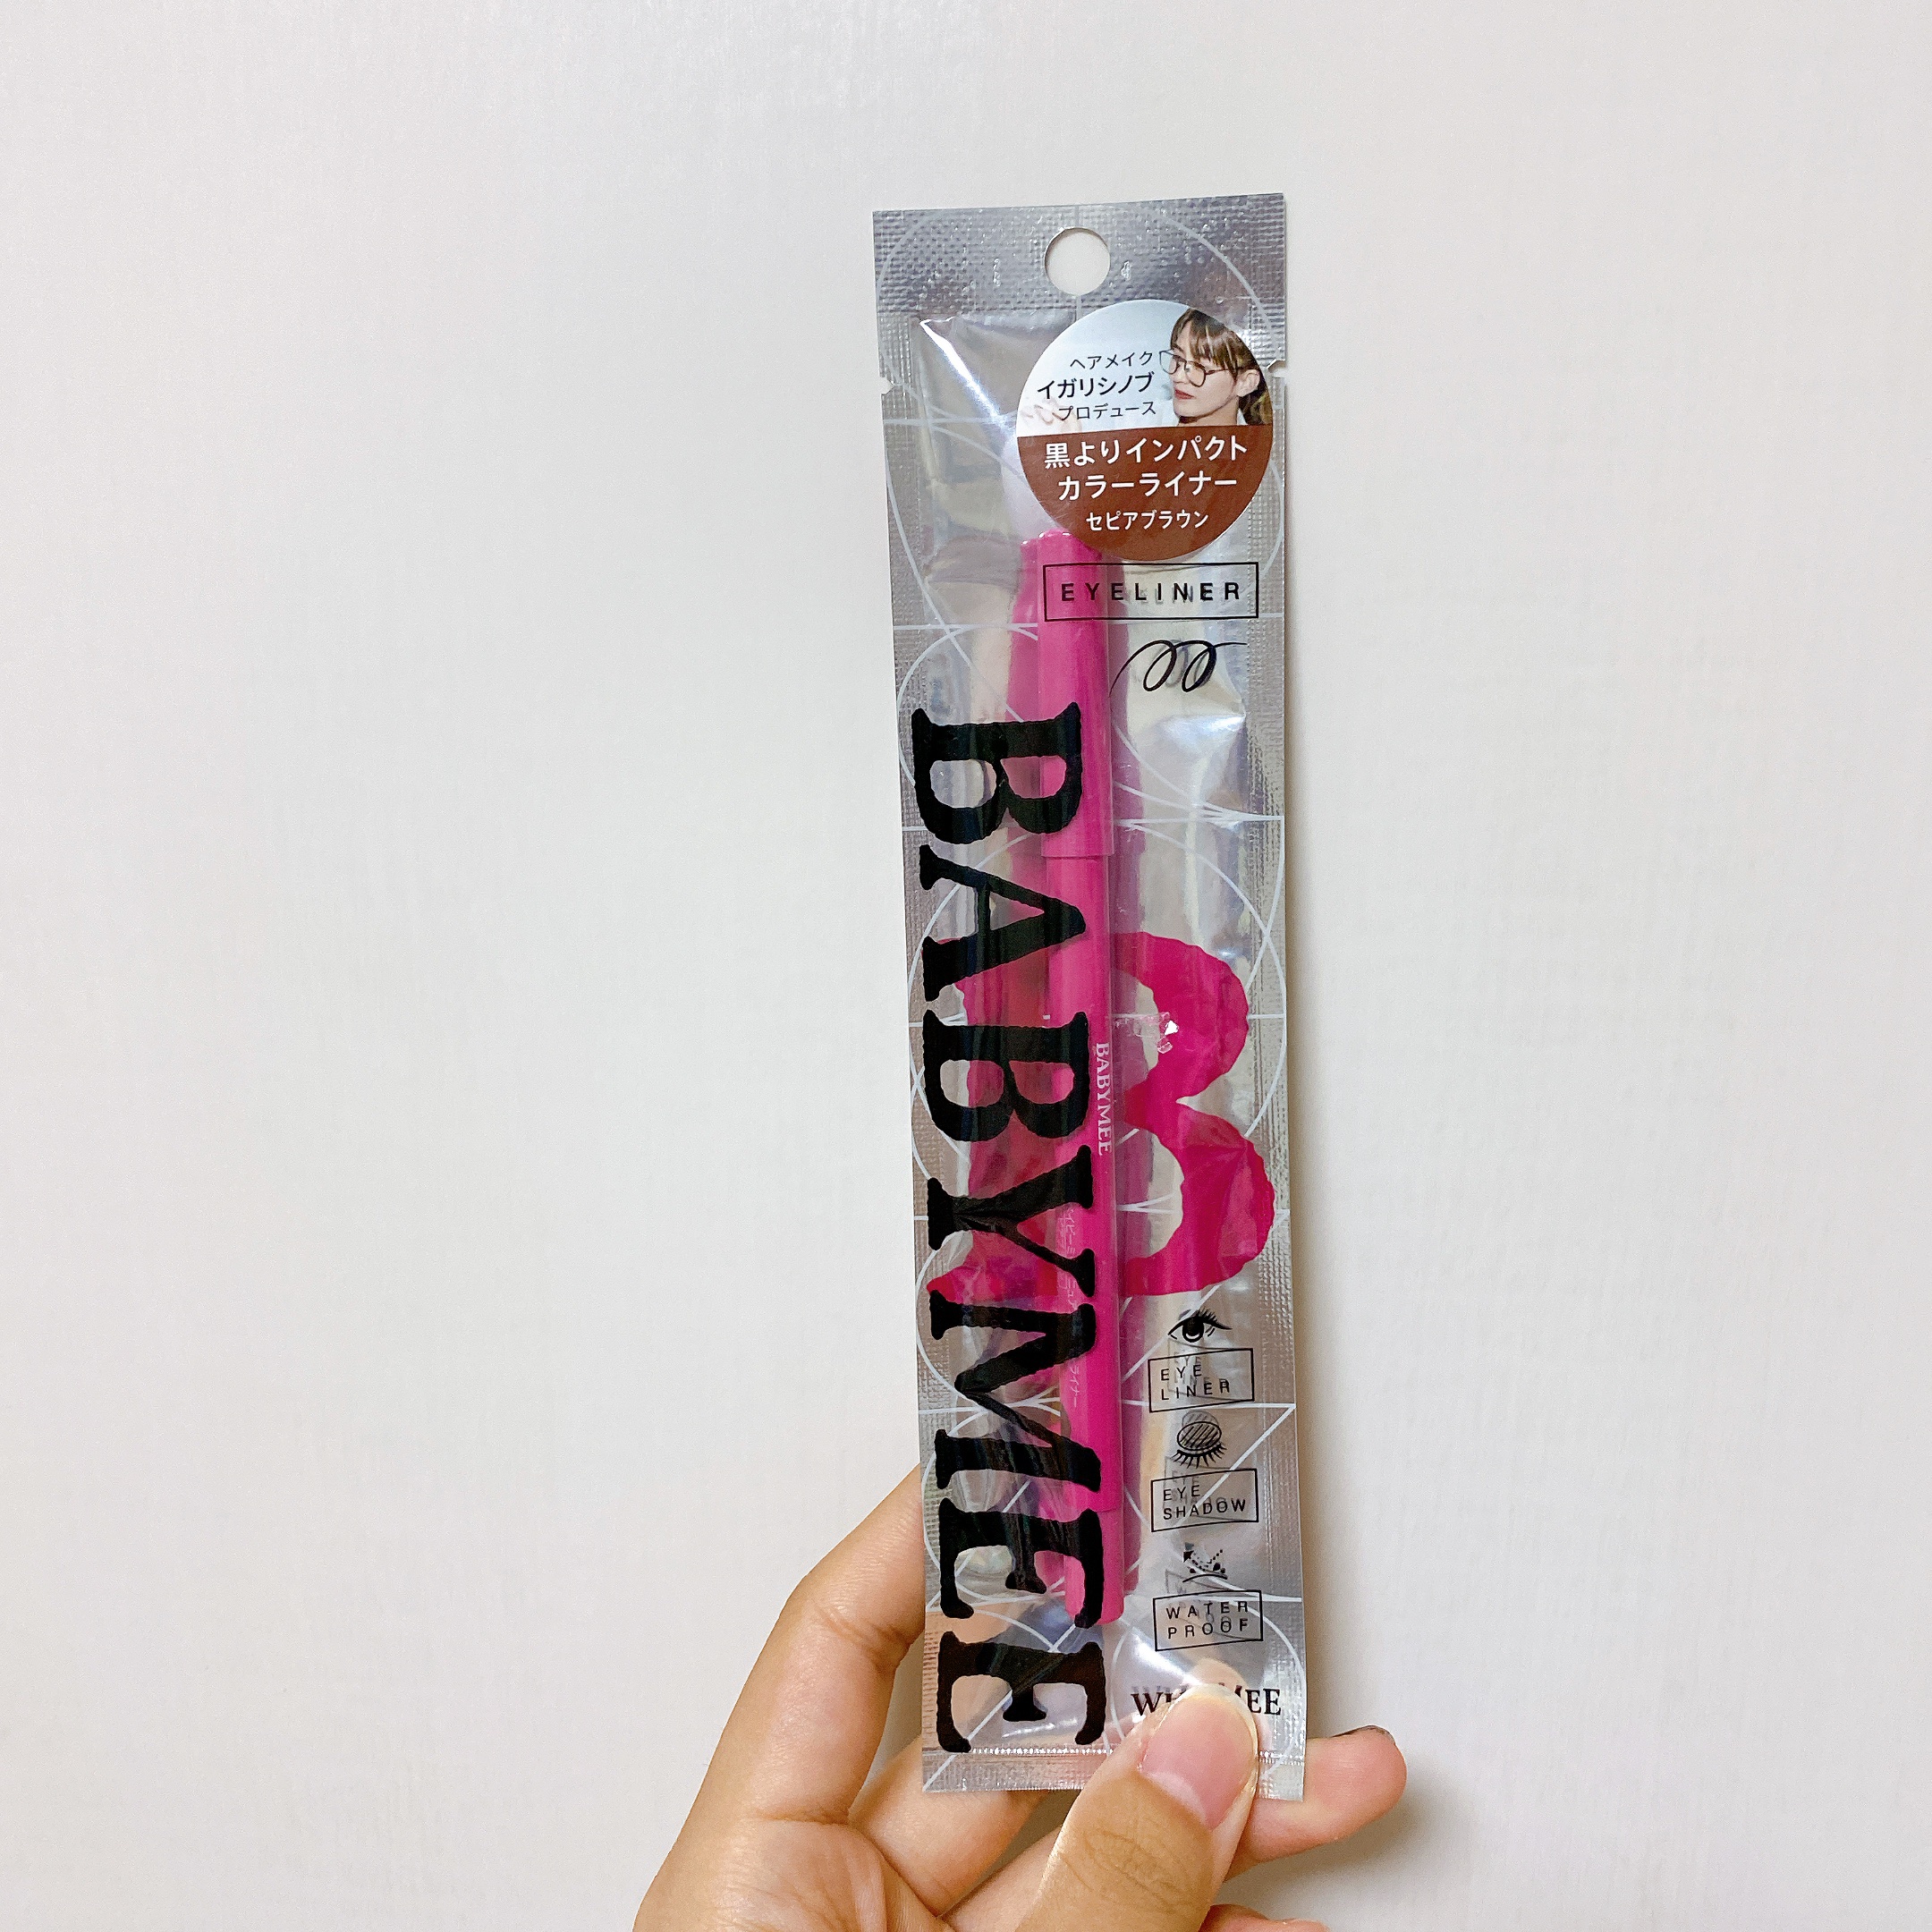 ヘアメイク
イガリシノブ
プロデュース
黒よりインパクト
カラーライナー
セピアブラウン
EYELINER
BABYMEE
BABYMEE
EYE
LINER
EYE
SHADOW
WATER
PROOF